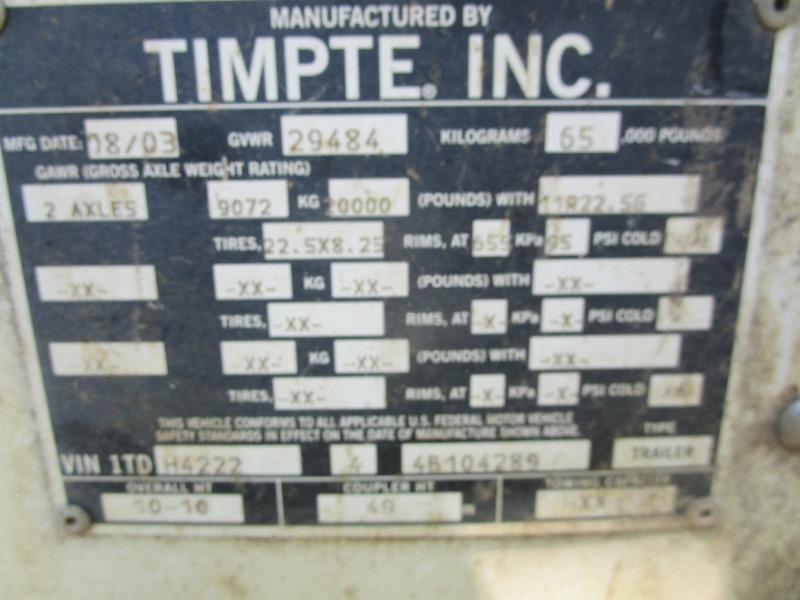 MANUFACTURED BY
TIMPTE, INC.
MFG DATE: 08/03 GVWR 29484 KILOGRAMS 65 ,000 POUNDS
GAWR (GROSS AXLE WEIGHT RATING)
2 AXLES 9072 KG 20000 (POUNDS) WITH 11R22.5G
TIRES, 22.5X8.25 RIMS, AT 655 KPa 95 PSI COLD
-XX- -XX- KG -XX- (POUNDS) WITH -XX-
TIRES, -XX- RIMS, AT -X- KPa -X- PSI COLD
-XX- -XX- KG -XX- (POUNDS) WITH -XX-
TIRES, -XX- RIMS, AT -X- KPa -X- PSI COLD
THIS VEHICLE CONFORMS TO ALL APPLICABLE U.S. FEDERAL MOTOR VEHICLE
SAFETY STANDARDS IN EFFECT ON THE DATE OF MANUFACTURE SHOWN ABOVE.
TYPE
VIN 1TD H4222 4 4B104289 TRAILER
OVERALL HT COUPLER HT TOWING CAPACITY
-XX-